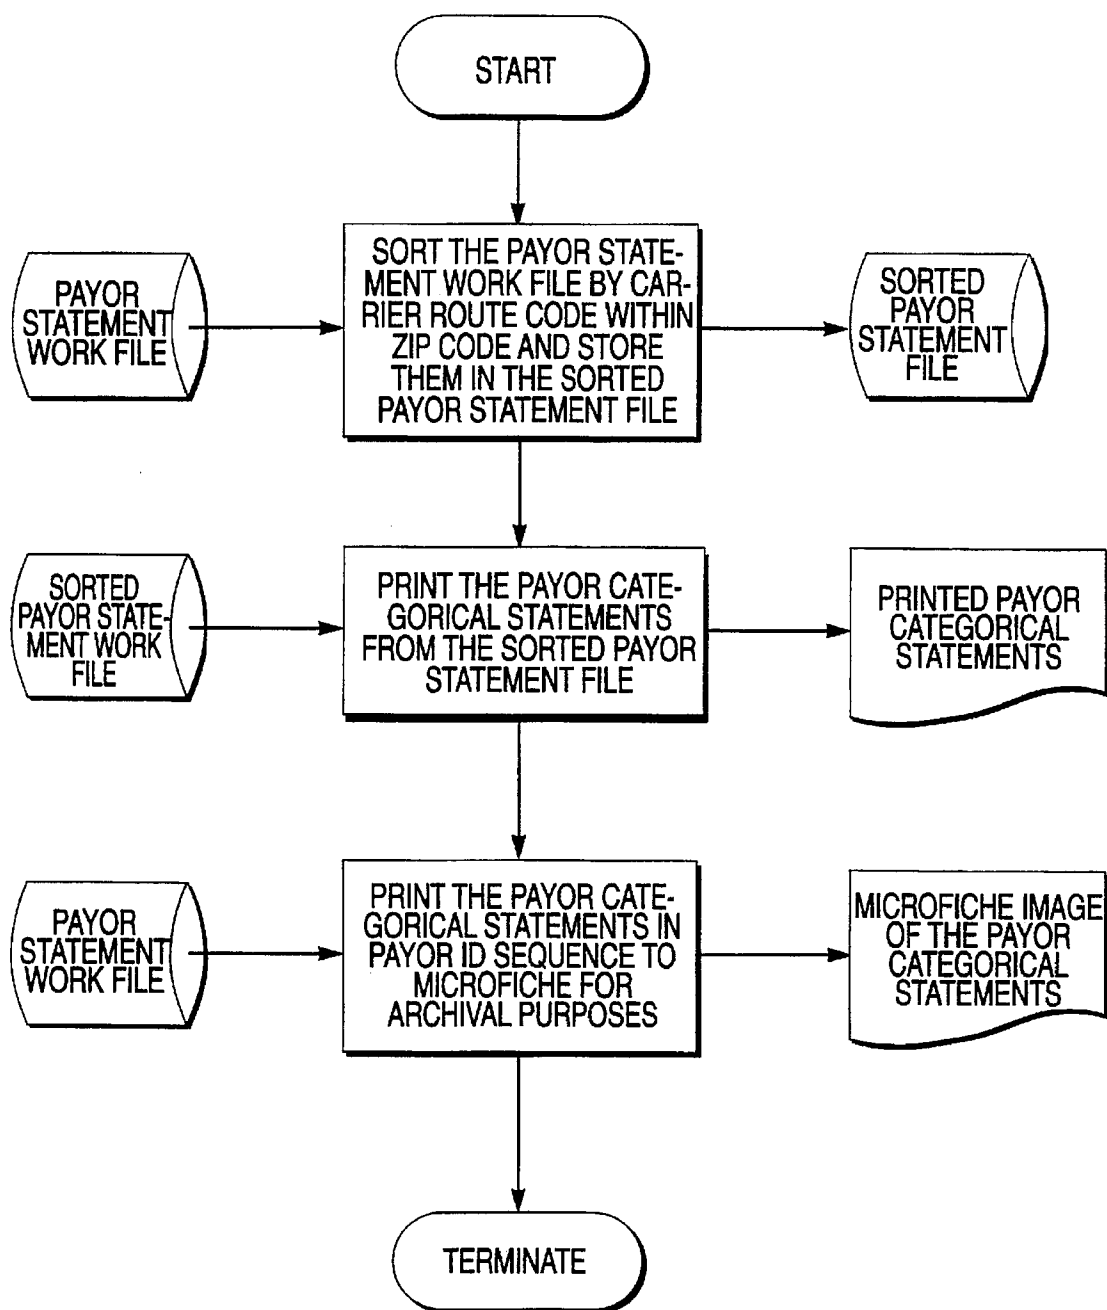 START
PAYOR
STATEMENT
WORK FILE
SORT THE PAYOR STATE-
MENT WORK FILE BY CAR-
RIER ROUTE CODE WITHIN
ZIP CODE AND STORE
THEM IN THE SORTED
PAYOR STATEMENT FILE
SORTED
PAYOR
STATEMENT
FILE
SORTED
PAYOR STATE-
MENT WORK
FILE
PRINT THE PAYOR CATE-
GORICAL STATEMENTS
FROM THE SORTED PAYOR
STATEMENT FILE
PRINTED PAYOR
CATEGORICAL
STATEMENTS
PAYOR
STATEMENT
WORK FILE
PRINT THE PAYOR CATE-
GORICAL STATEMENTS IN
PAYOR ID SEQUENCE TO
MICROFICHE FOR
ARCHIVAL PURPOSES
MICROFICHE IMAGE
OF THE PAYOR
CATEGORICAL
STATEMENTS
TERMINATE